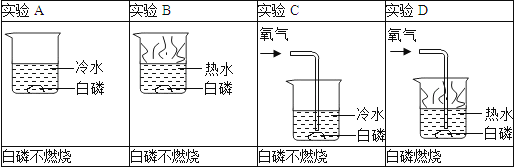 实验 A
冷水
白磷
白磷不燃烧
实验 B
热水
白磷
白磷不燃烧
实验 C
氧气
冷水
白磷
白磷不燃烧
实验 D
氧气
热水
白磷
白磷燃烧